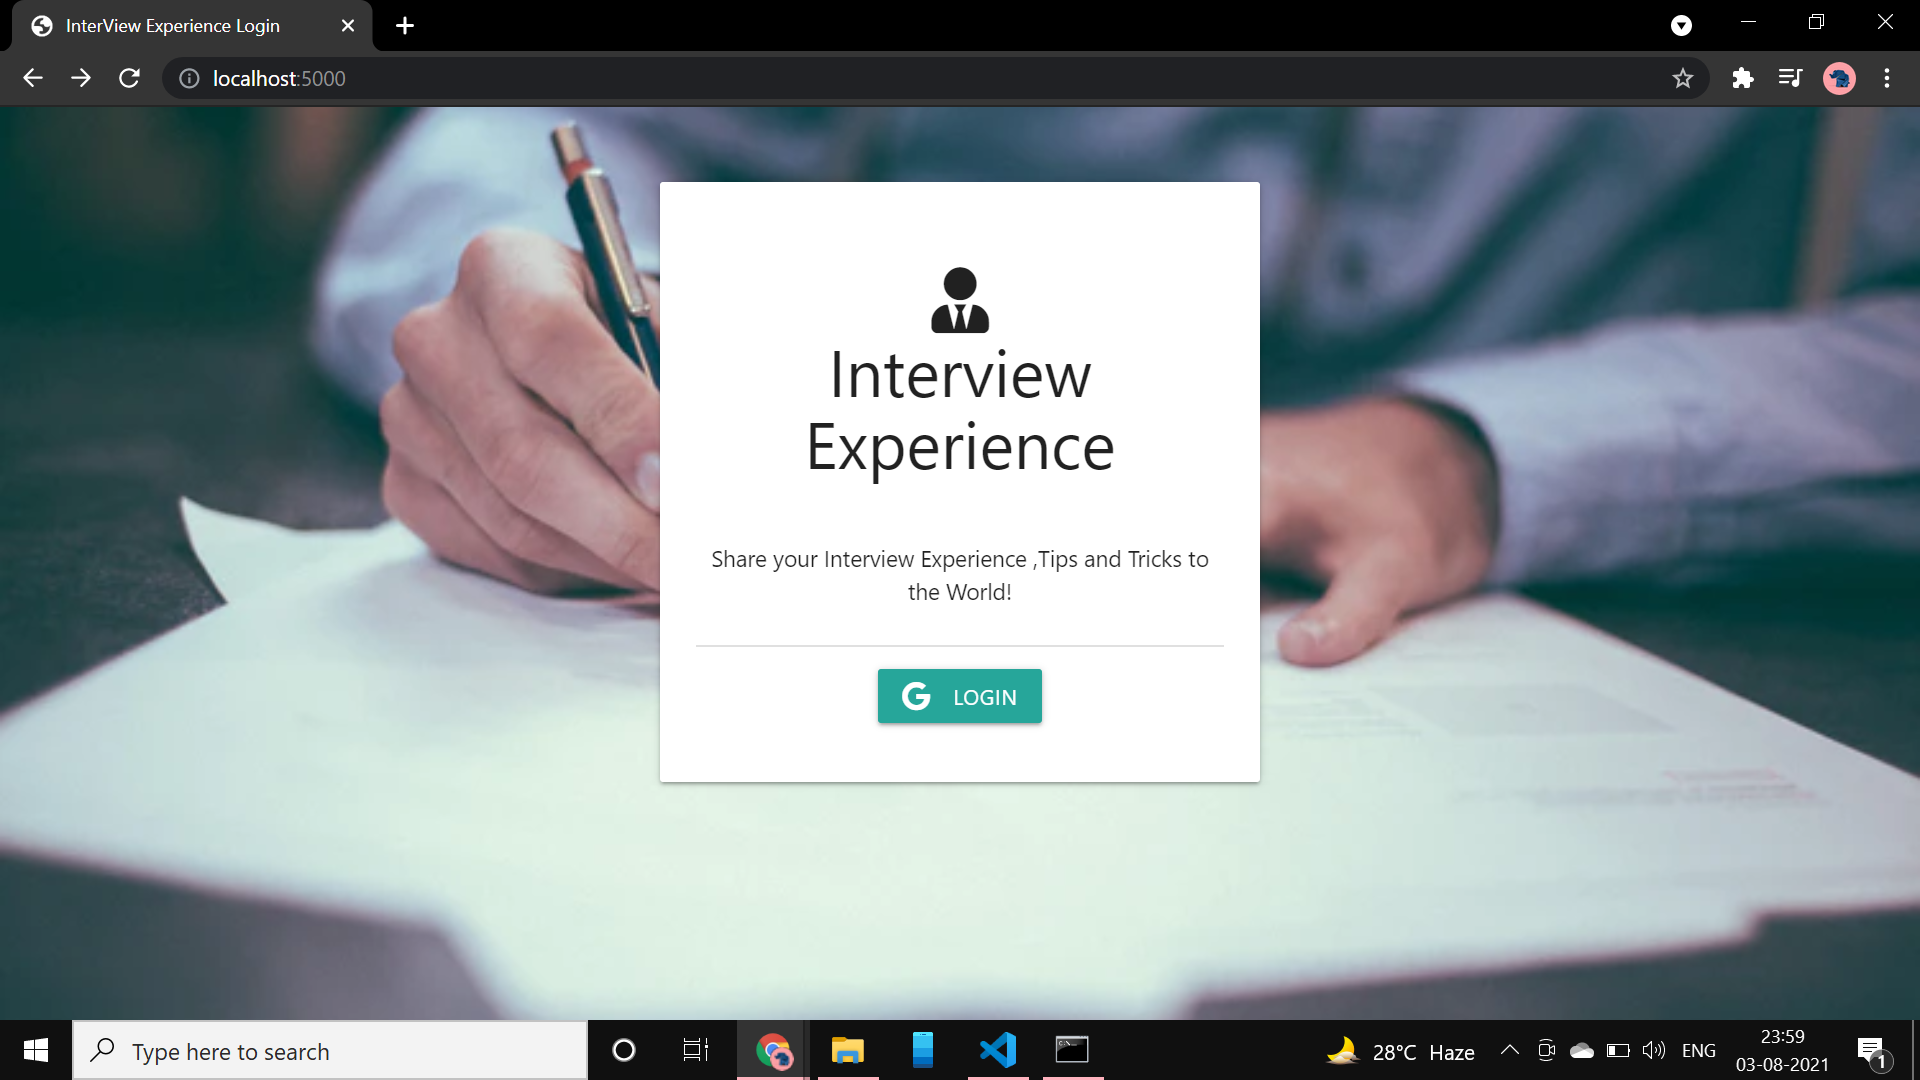 InterView Experience Login
localhost:5000
Interview
Experience
Share your Interview Experience ,Tips and Tricks to
the World!
G LOGIN
Type here to search
28°C Haze
ENG
23:59
03-08-2021
1